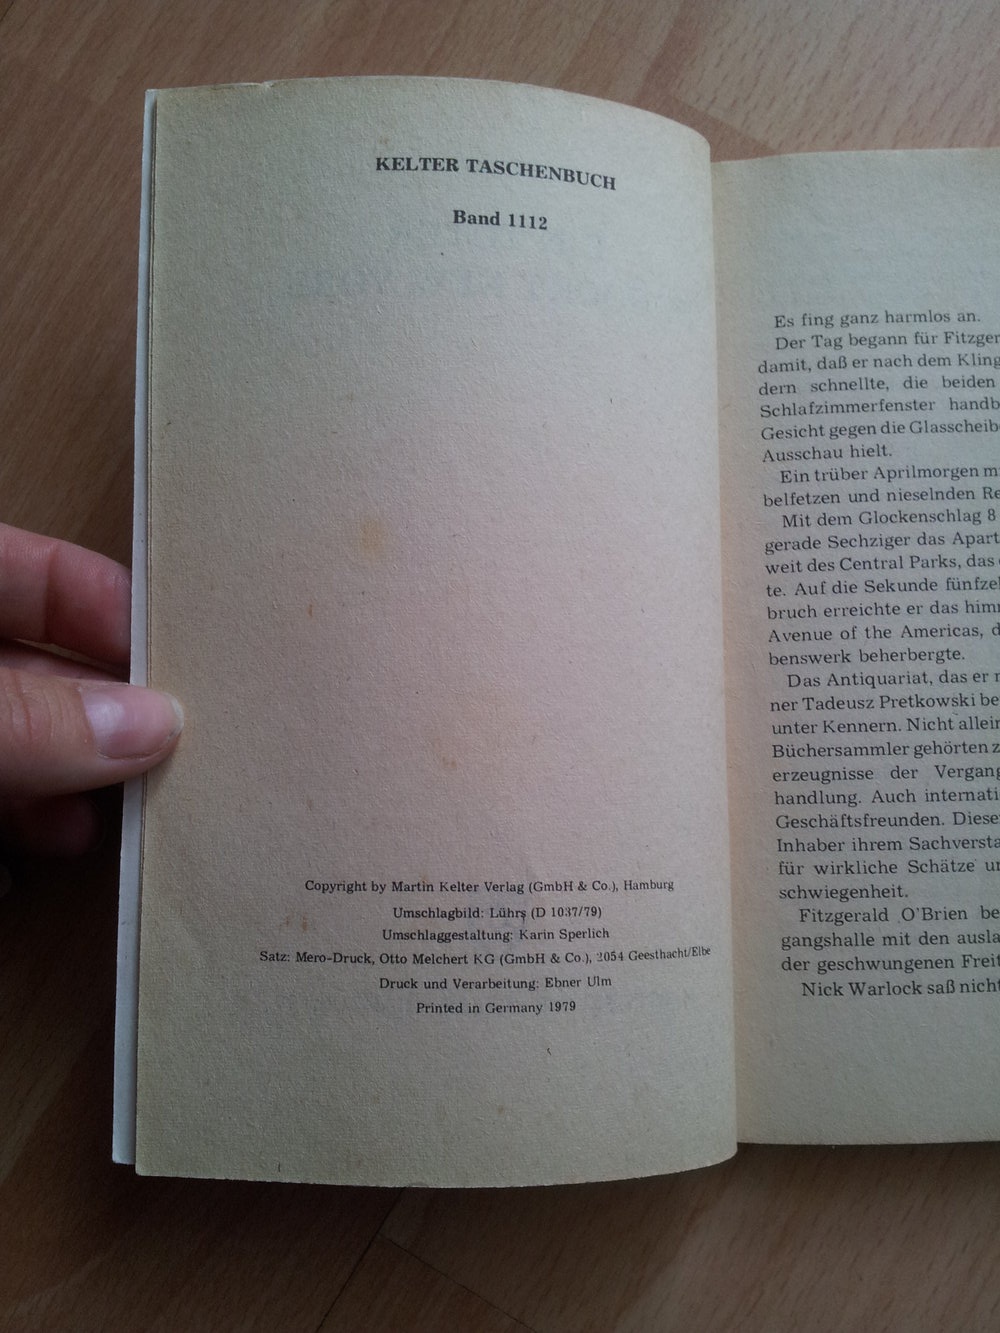 KELTER TASCHENBUCH
Band 1112
Copyright by Martin Kelter Verlag (GmbH & Co.), Hamburg
Umschlagbild: Lührs (D 1037/79)
Umschlaggestaltung: Karin Sperlich
Satz: Mero-Druck, Otto Melchert KG (GmbH & Co.), 2054 Geesthacht/Elbe
Druck und Verarbeitung: Ebner Ulm
Printed in Germany 1979
Es fing ganz harmlos an.
Der Tag begann für Fitzger
damit, daß er nach dem Kling
dern schnellte, die beiden
Schlafzimmerfenster handb
Gesicht gegen die Glasscheib
Ausschau hielt.
Ein trüber Aprilmorgen m
belfetzen und nieselnden Re
Mit dem Glockenschlag 8
gerade Sechziger das Apart
weit des Central Parks, das
te. Auf die Sekunde fünfzeh
bruch erreichte er das himm
Avenue of the Americas, d
benswerk beherbergte.
Das Antiquariat, das er m
ner Tadeusz Pretkowski be
unter Kennern. Nicht allein
Büchersammler gehörten z
erzeugnisse der Vergang
handlung. Auch internati
Geschäftsfreunden. Diese
Inhaber ihrem Sachversta
für wirkliche Schätze un
schwiegenheit.
Fitzgerald O'Brien be
gangshalle mit den ausla
der geschwungenen Freit
Nick Warlock saß nicht